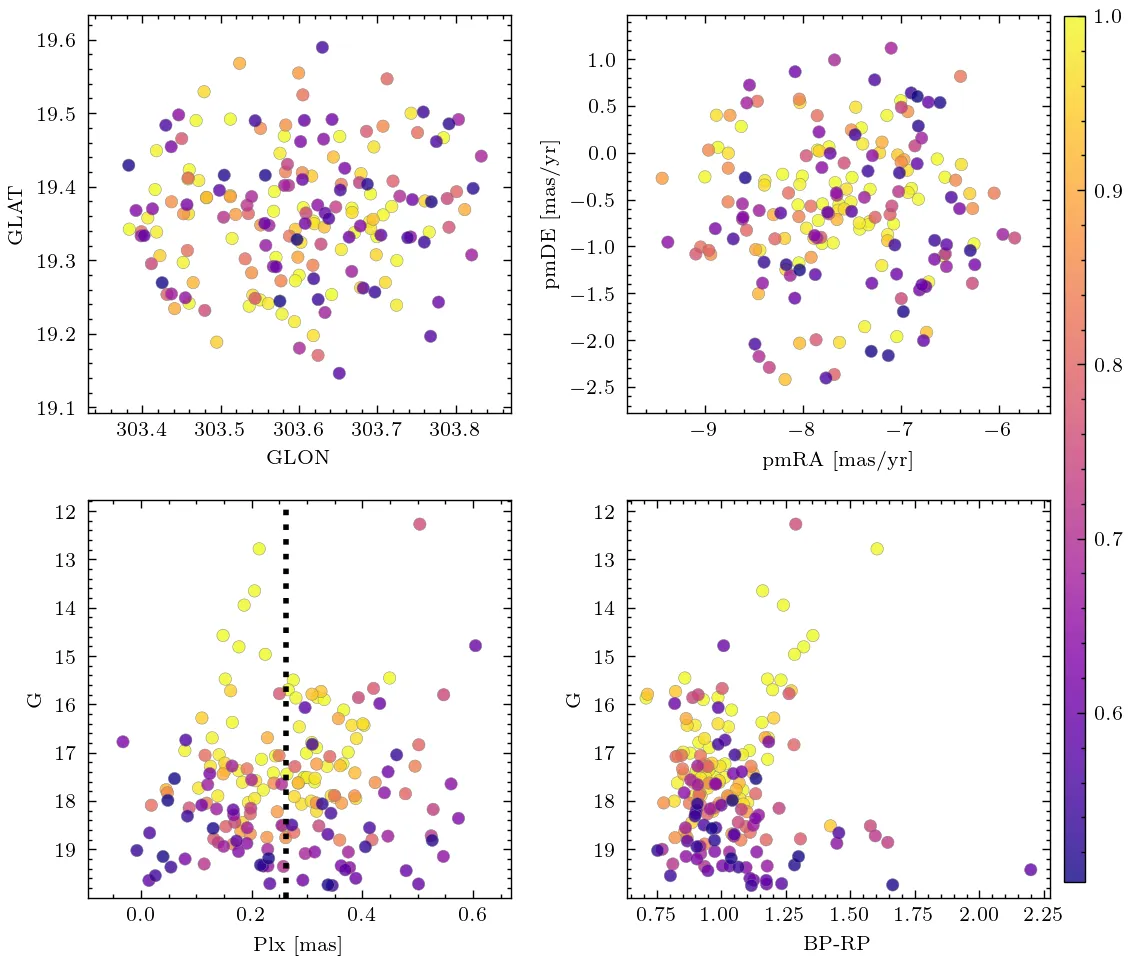 19.6
19.5
19.4
19.3
19.2
19.1
GLAT
303.4 303.5 303.6 303.7 303.8
GLON
1.0
0.5
0.0
−0.5
−1.0
−1.5
−2.0
−2.5
pmDE [mas/yr]
−9 −8 −7 −6
pmRA [mas/yr]
1.0
0.9
0.8
0.7
0.6
12
13
14
15
16
17
18
19
G
0.0 0.2 0.4 0.6
Plx [mas]
12
13
14
15
16
17
18
19
G
0.75 1.00 1.25 1.50 1.75 2.00 2.25
BP-RP